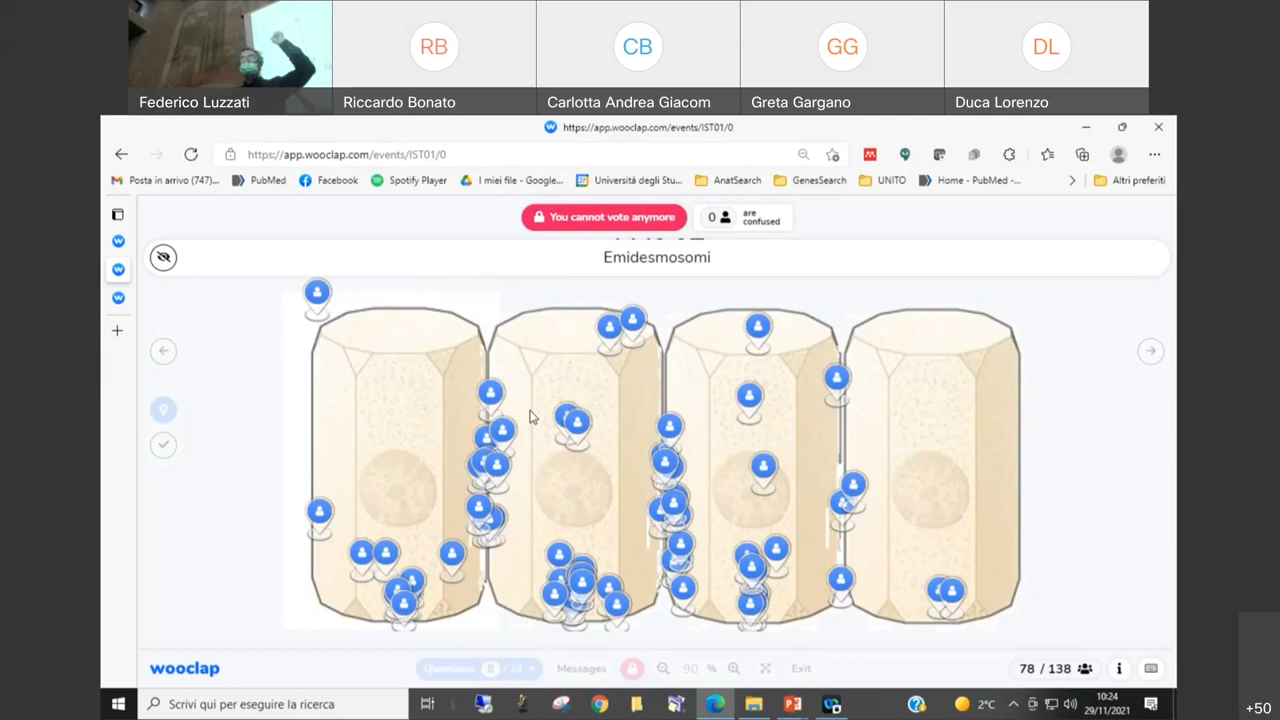 RB
CB
GG
DL
Federico Luzzati
Riccardo Bonato
Carlotta Andrea Giacom
Greta Gargano
Duca Lorenzo
https://app.wooclap.com/events/IST01/0
https://app.wooclap.com/events/IST01/0
Posta in arrivo (747)...
PubMed
Facebook
Spotify Player
I miei file - Google...
Università degli Stu...
AnatSearch
GenesSearch
UNITO
Home - PubMed -...
Altri preferiti
You cannot vote anymore
0
are
confused
Emidesmosomi
wooclap
Questions 8 / 24
Messages
90 %
Exit
78 / 138
Scrivi qui per eseguire la ricerca
2°C
10:24
29/11/2021
+50